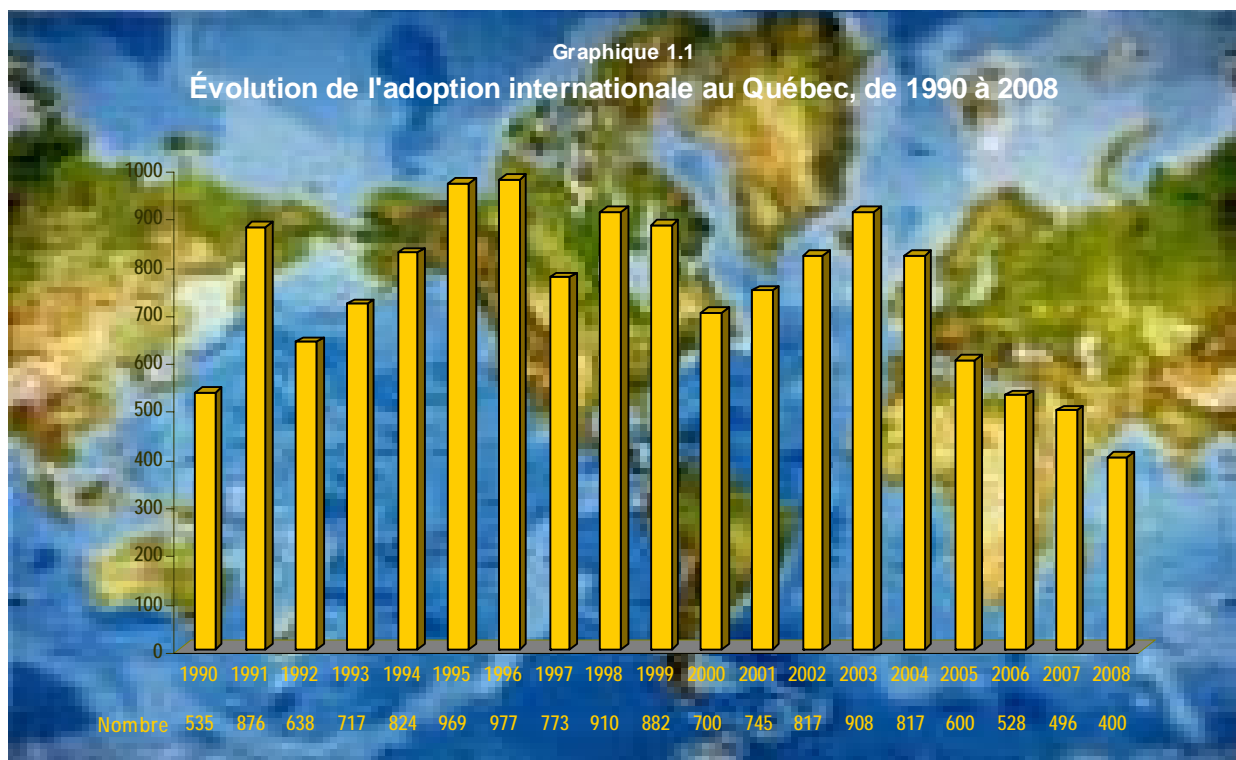 Graphique 1.1
Évolution de l'adoption internationale au Québec, de 1990 à 2008
1000
900
800
700
600
500
400
300
200
100
0
1990 1991 1992 1993 1994 1995 1996 1997 1998 1999 2000 2001 2002 2003 2004 2005 2006 2007 2008
Nombre 535 876 638 717 824 969 977 773 910 882 700 745 817 908 817 600 528 496 400